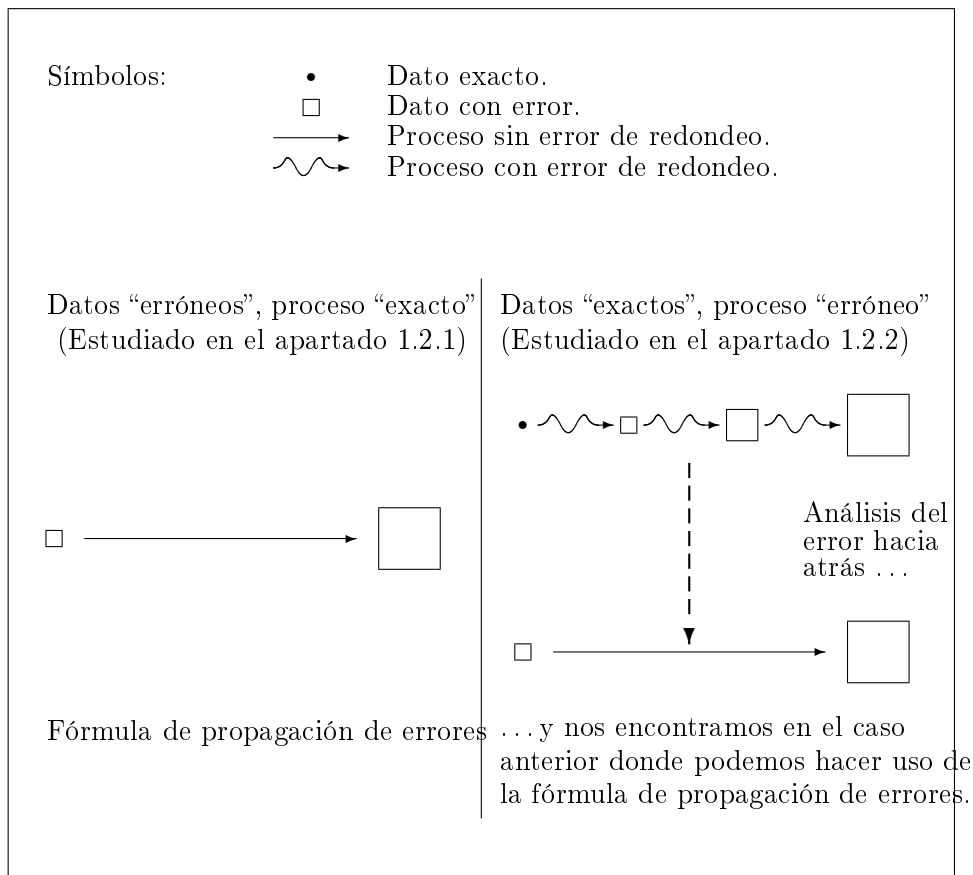 Símbolos:
Dato exacto.
Dato con error.
Proceso sin error de redondeo.
Proceso con error de redondeo.
Datos “erróneos”, proceso “exacto”
(Estudiado en el apartado 1.2.1)
Fórmula de propagación de errores
Datos “exactos”, proceso “erróneo”
(Estudiado en el apartado 1.2.2)
Análisis del
error hacia
atrás ...
... y nos encontramos en el caso
anterior donde podemos hacer uso de
la fórmula de propagación de errores.